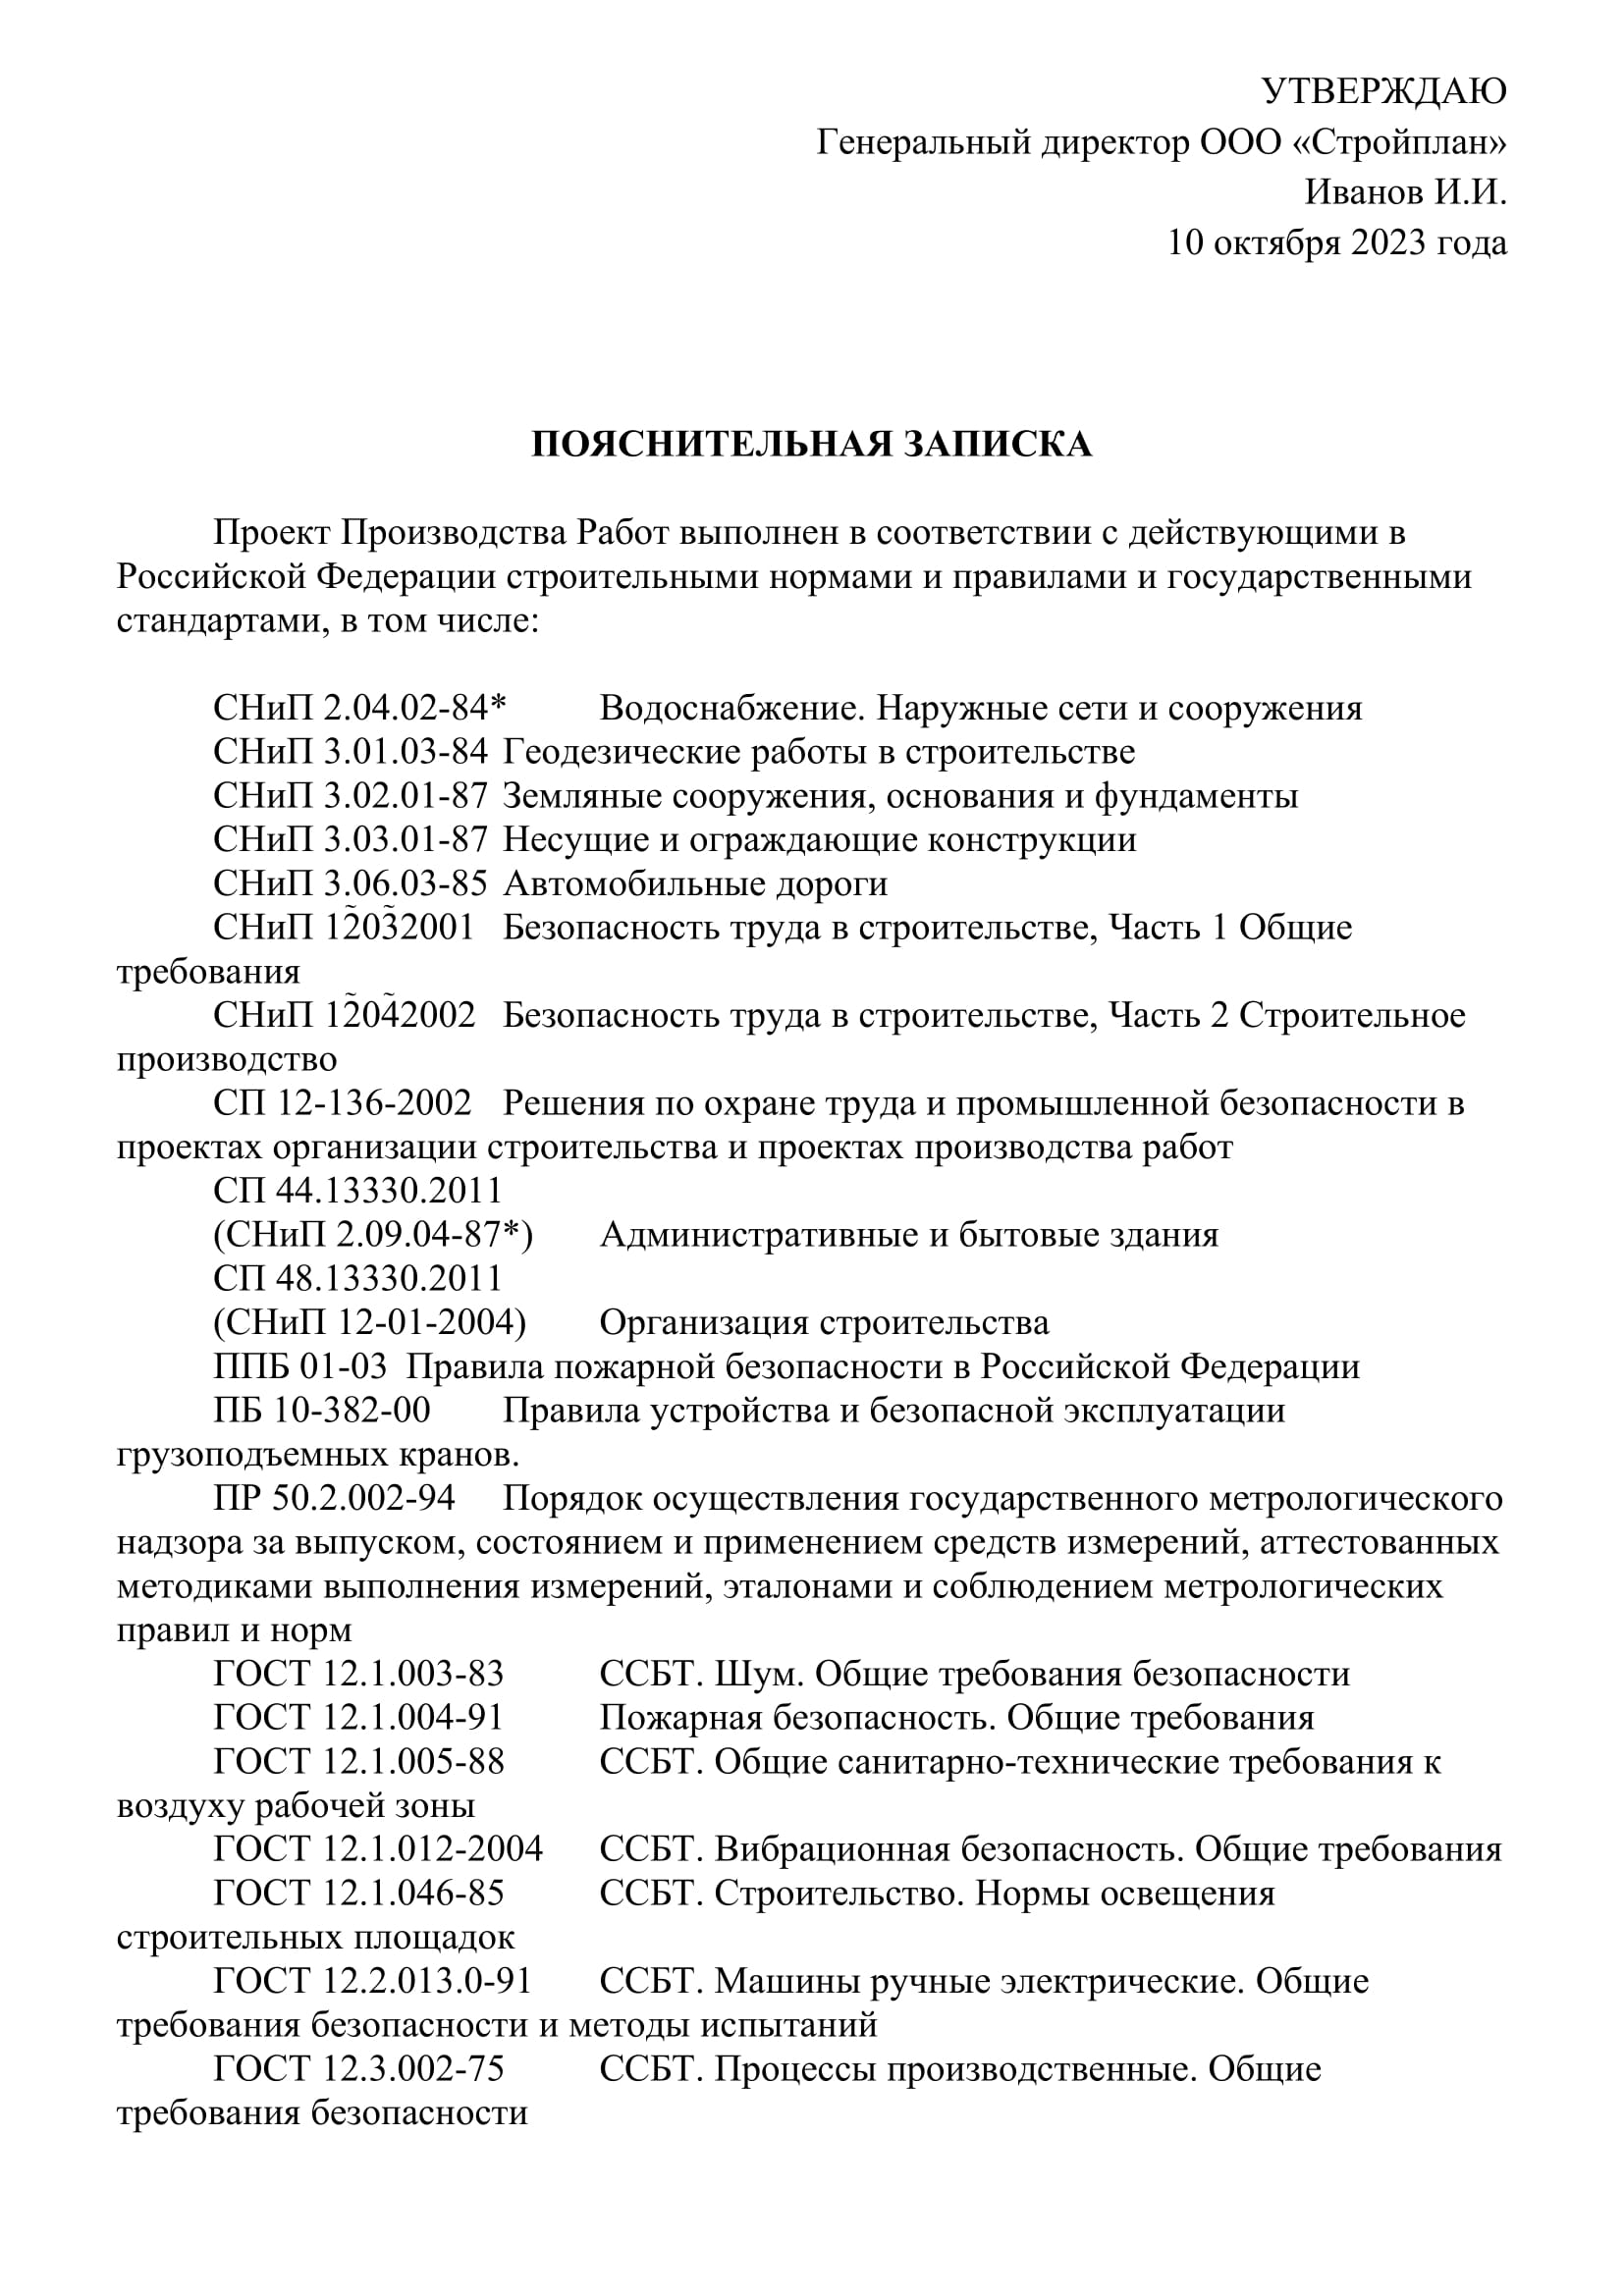 УТВЕРЖДАЮ
Генеральный директор ООО «Стройплан»
Иванов И.И.
10 октября 2023 года
ПОЯСНИТЕЛЬНАЯ ЗАПИСКА
Проект Производства Работ выполнен в соответствии с действующими в
Российской Федерации строительными нормами и правилами и государственными
стандартами, в том числе:
СНиП 2.04.02-84* Водоснабжение. Наружные сети и сооружения
СНиП 3.01.03-84 Геодезические работы в строительстве
СНиП 3.02.01-87 Земляные сооружения, основания и фундаменты
СНиП 3.03.01-87 Несущие и ограждающие конструкции
СНиП 3.06.03-85 Автомобильные дороги
СНиП 12̃03̃2001 Безопасность труда в строительстве, Часть 1 Общие
требования
СНиП 12̃04̃2002 Безопасность труда в строительстве, Часть 2 Строительное
производство
СП 12-136-2002 Решения по охране труда и промышленной безопасности в
проектах организации строительства и проектах производства работ
СП 44.13330.2011
(СНиП 2.09.04-87*) Административные и бытовые здания
СП 48.13330.2011
(СНиП 12-01-2004) Организация строительства
ППБ 01-03 Правила пожарной безопасности в Российской Федерации
ПБ 10-382-00 Правила устройства и безопасной эксплуатации
грузоподъемных кранов.
ПР 50.2.002-94 Порядок осуществления государственного метрологического
надзора за выпуском, состоянием и применением средств измерений, аттестованных
методиками выполнения измерений, эталонами и соблюдением метрологических
правил и норм
ГОСТ 12.1.003-83 ССБТ. Шум. Общие требования безопасности
ГОСТ 12.1.004-91 Пожарная безопасность. Общие требования
ГОСТ 12.1.005-88 ССБТ. Общие санитарно-технические требования к
воздуху рабочей зоны
ГОСТ 12.1.012-2004 ССБТ. Вибрационная безопасность. Общие требования
ГОСТ 12.1.046-85 ССБТ. Строительство. Нормы освещения
строительных площадок
ГОСТ 12.2.013.0-91 ССБТ. Машины ручные электрические. Общие
требования безопасности и методы испытаний
ГОСТ 12.3.002-75 ССБТ. Процессы производственные. Общие
требования безопасности